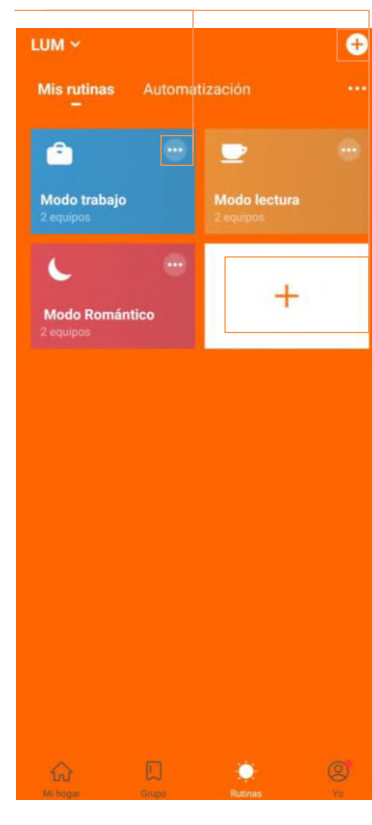 LUM
Mis rutinas Automatización
Modo trabajo
2 equipos
Modo lectura
2 equipos
Modo Romántico
2 equipos
Mi hogar Grupo Rutinas Yo